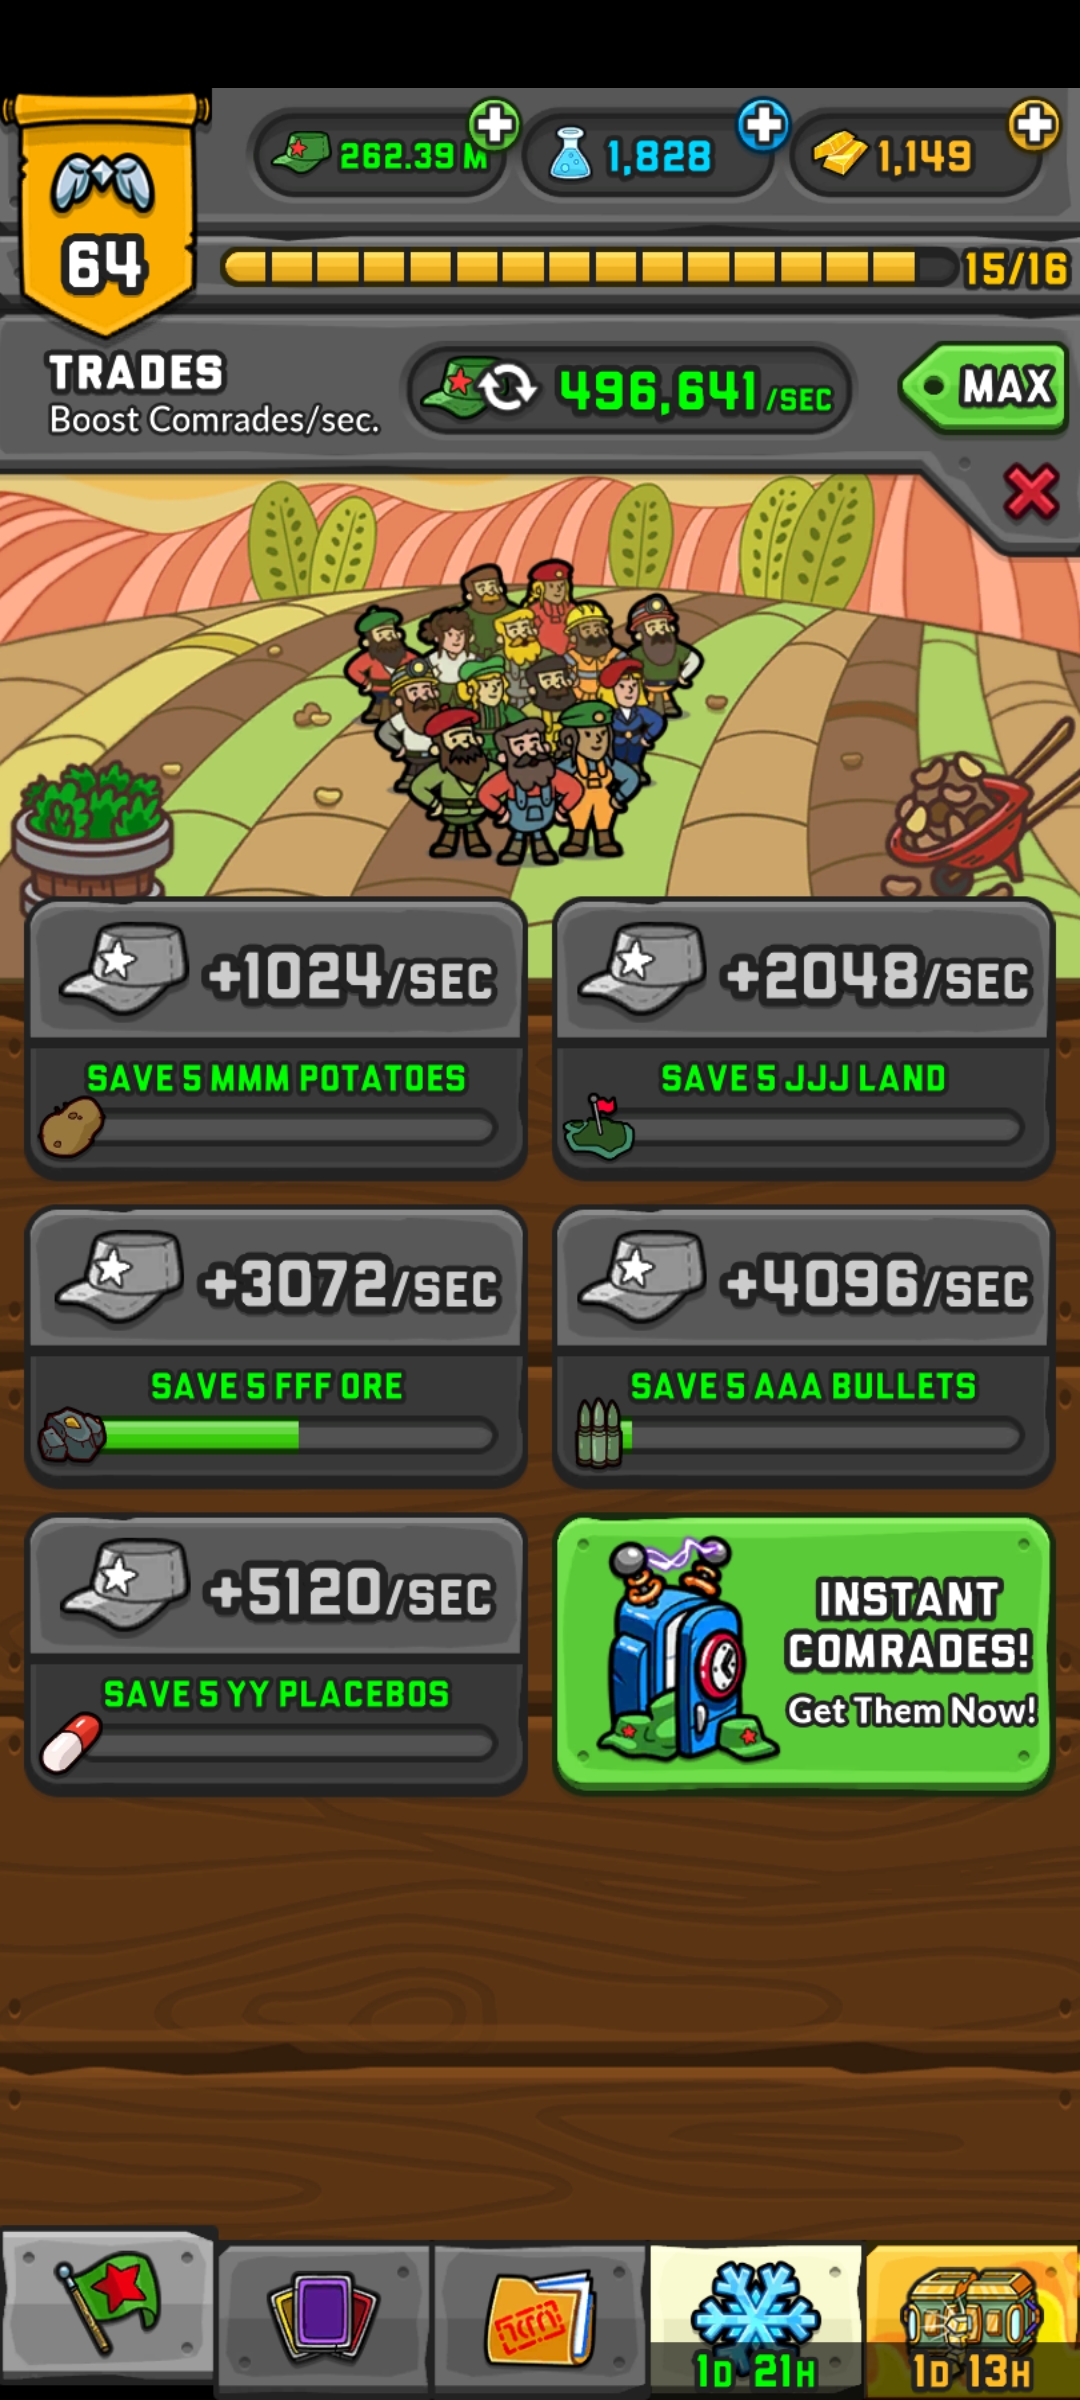 262.39 M
1,828
1,149
64
15/16
TRADES
Boost Comrades/sec.
496,641/SEC
MAX
+1024/SEC
SAVE 5 MMM POTATOES
+2048/SEC
SAVE 5 JJJ LAND
+3072/SEC
SAVE 5 FFF ORE
+4096/SEC
SAVE 5 AAA BULLETS
+5120/SEC
SAVE 5 YY PLACEBOS
INSTANT
COMRADES!
Get Them Now!
1D 21H
1D 13H